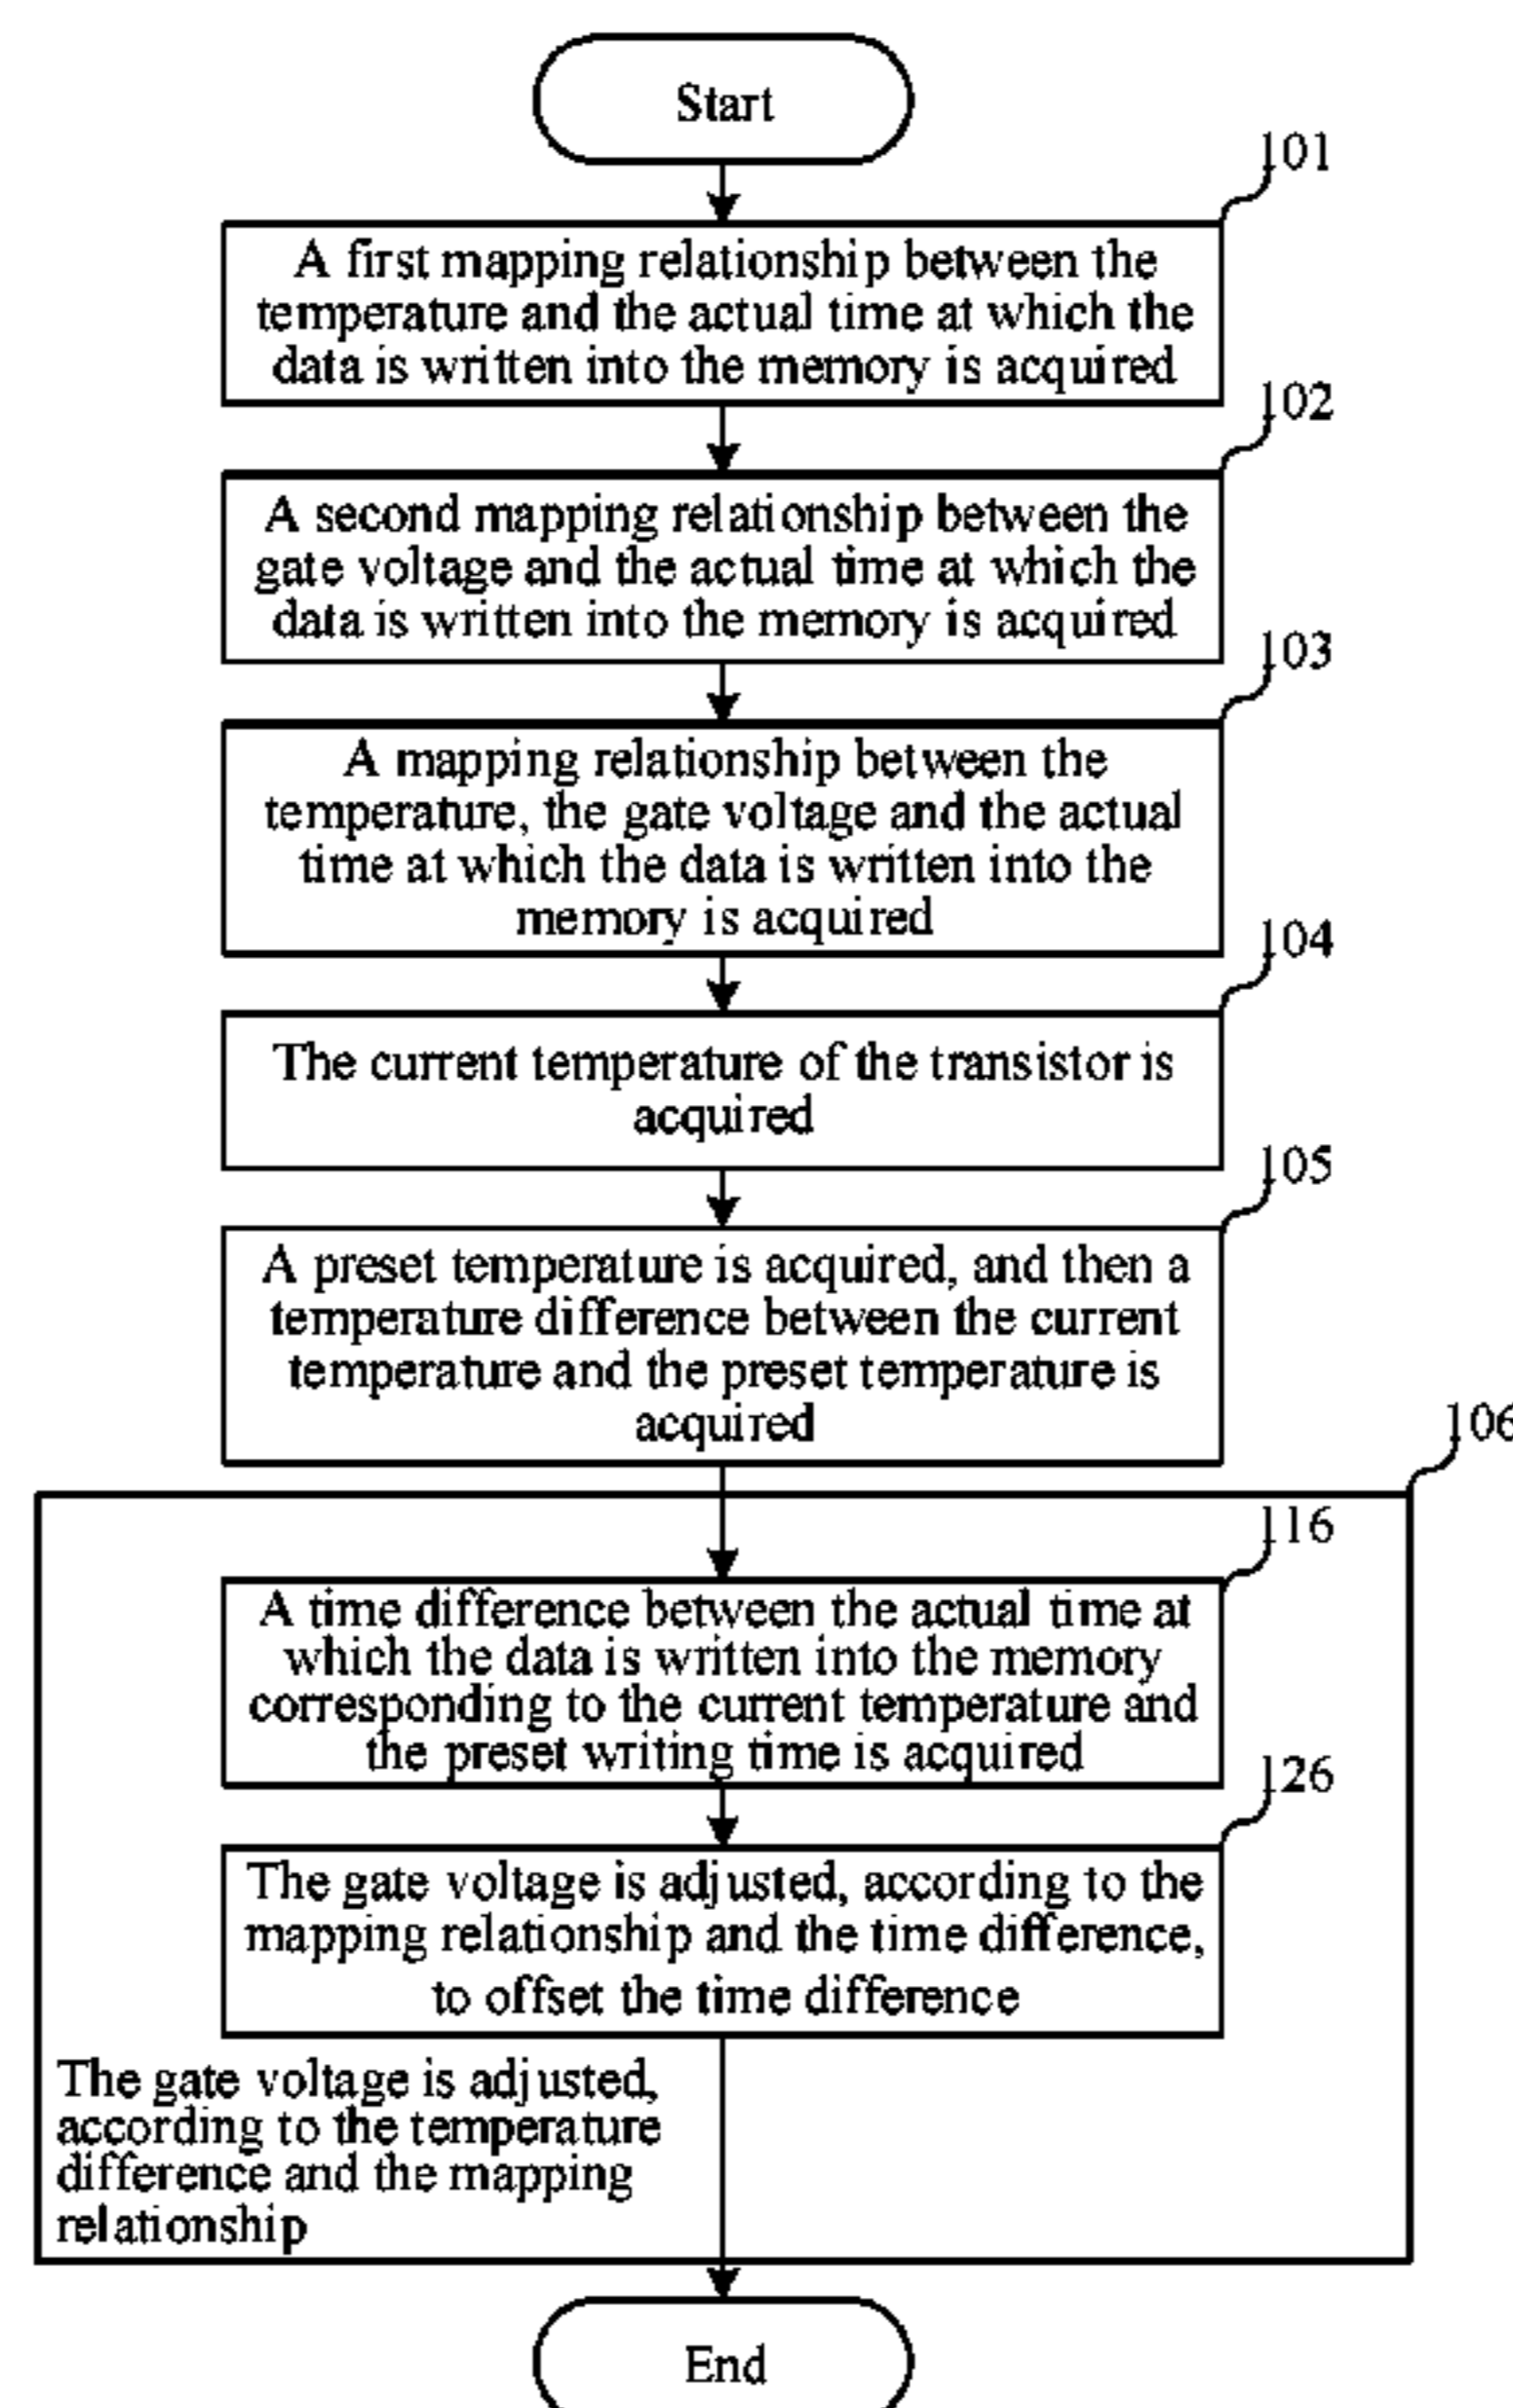 Start
101
A first mapping relationship between the
temperature and the actual time at which the
data is written into the memory is acquired
102
A second mapping relationship between the
gate voltage and the actual time at which the
data is written into the memory is acquired
103
A mapping relationship between the
temperature, the gate voltage and the actual
time at which the data is written into the
memory is acquired
104
The current temperature of the transistor is
acquired
105
A preset temperature is acquired, and then a
temperature difference between the current
temperature and the preset temperature is
acquired
106
116
A time difference between the actual time at
which the data is written into the memory
corresponding to the current temperature and
the preset writing time is acquired
126
The gate voltage is adjusted, according to the
mapping relationship and the time difference,
to offset the time difference
The gate voltage is adjusted,
according to the temperature
difference and the mapping
relationship
End